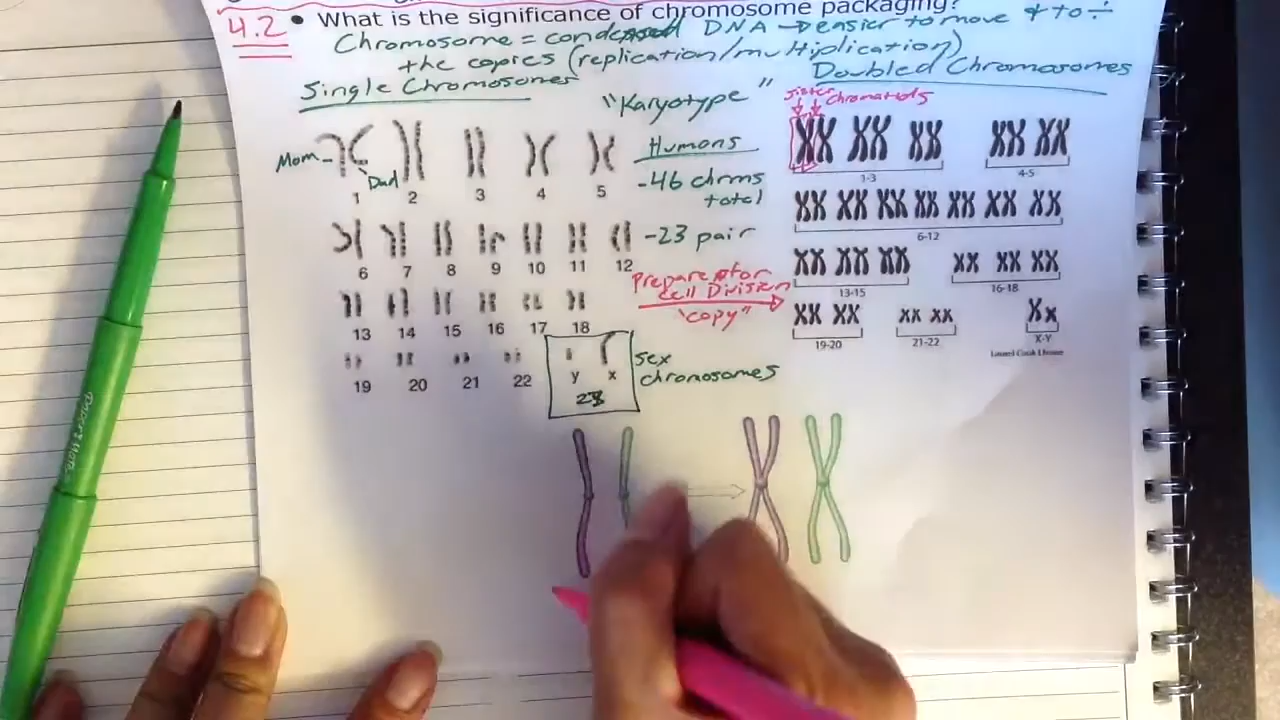 4.2 • What is the significance of chromosome packaging?
Chromosome = condensed DNA → easier to move & to ÷
the copies (replication/multiplication)
Single Chromosomes
"Karyotype"
Doubled Chromosomes
sister chromatids
Mom
Dad
1 2 3 4 5
Humans
-46 chrms
total
-23 pair
6 7 8 9 10 11 12
13 14 15 16 17 18
19 20 21 22
y x
23
sex
chromosomes
Prepare for
cell Division
"copy"
1-3
4-5
6-12
13-15
16-18
19-20
21-22
X-Y